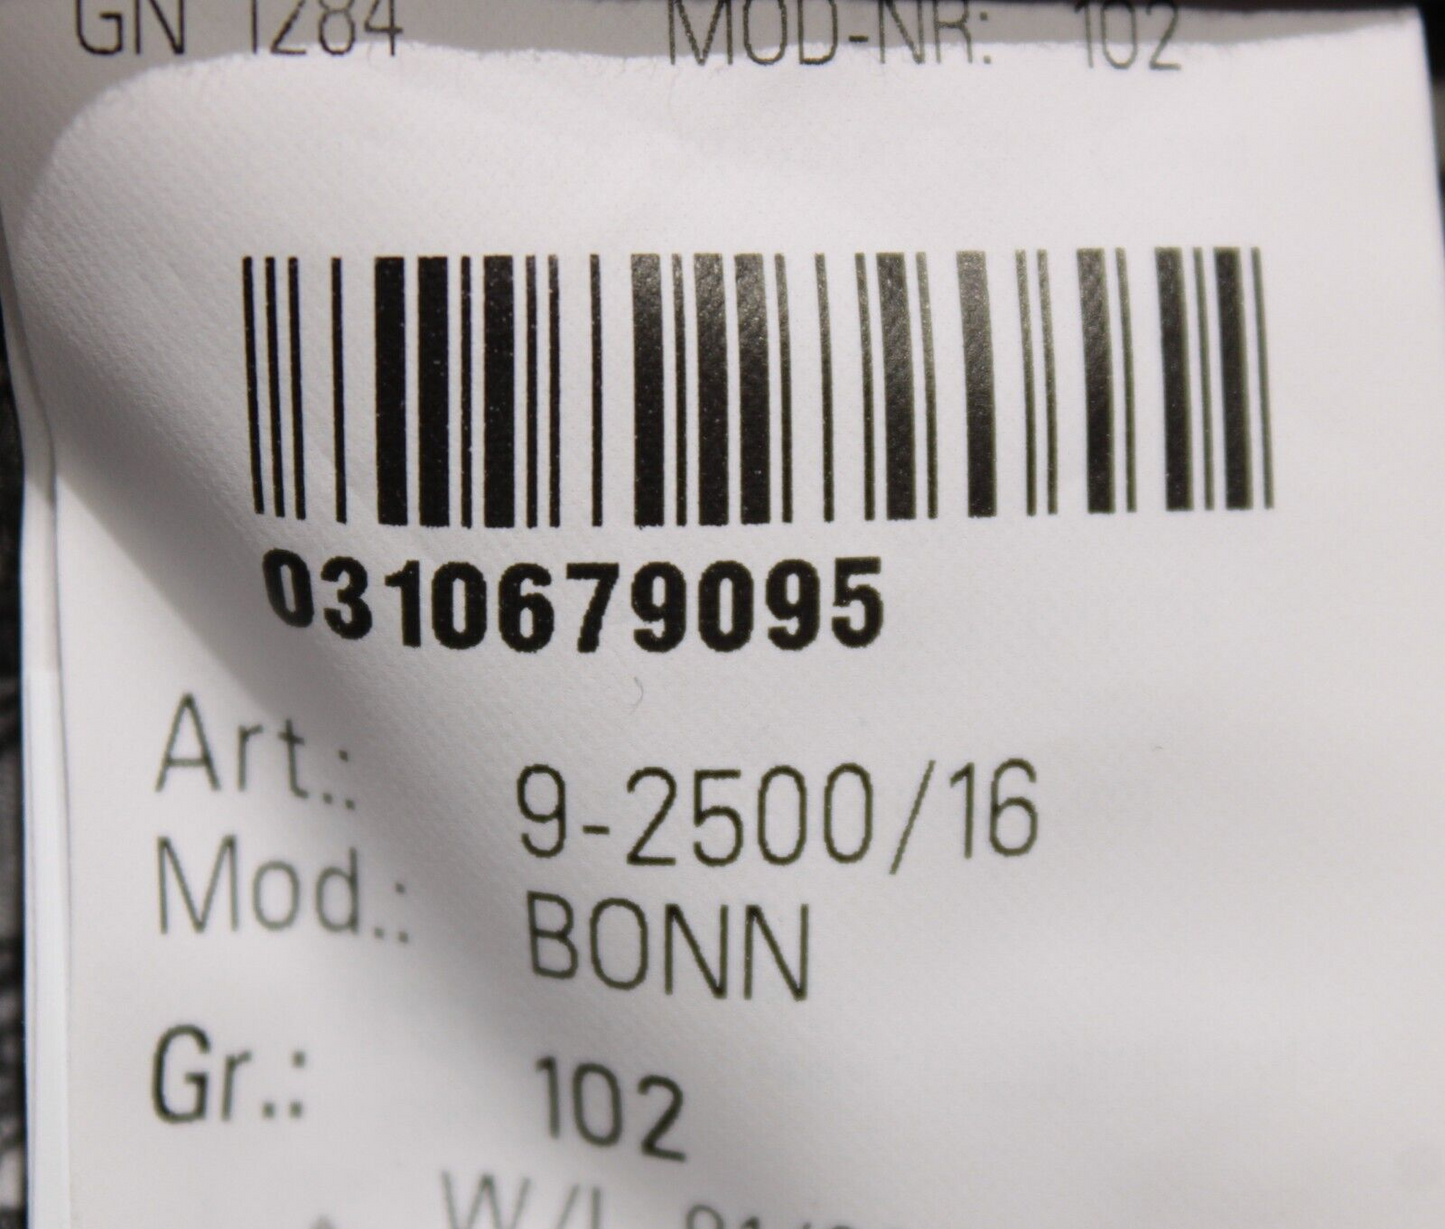 GN 1284 MOD-NR: 102
0310679095
Art.: 9-2500/16
Mod.: BONN
Gr.: 102
W/L